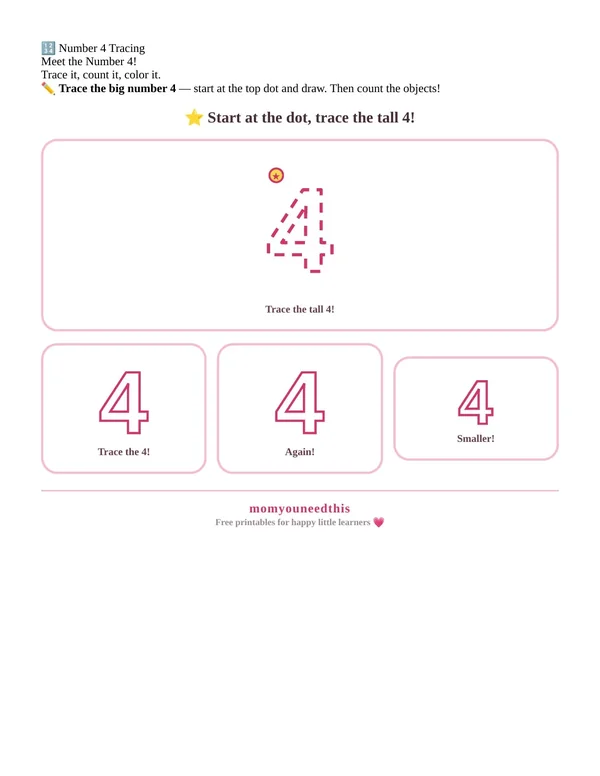 🔢 Number 4 Tracing
Meet the Number 4!
Trace it, count it, color it.
✏️ Trace the big number 4 — start at the top dot and draw. Then count the objects!
⭐ Start at the dot, trace the tall 4!
4
Trace the tall 4!
4
Trace the 4!
4
Again!
4
Smaller!
momyouneedthis
Free printables for happy little learners 💗